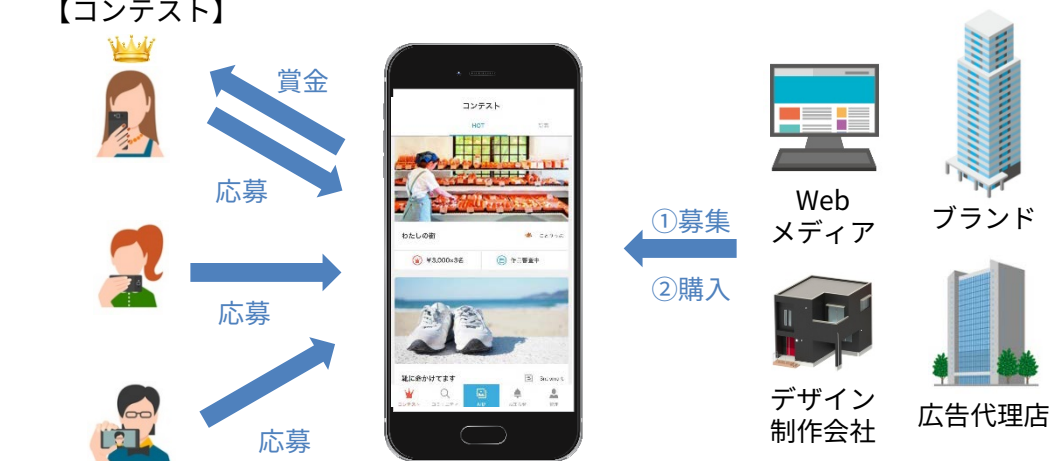 【コンテスト】
賞金
応募
応募
応募
コンテスト
HOT
わたしの街
¥3,000×3名
靴に命かけてます
①募集
②購入
Web
メディア
ブランド
デザイン
制作会社
広告代理店